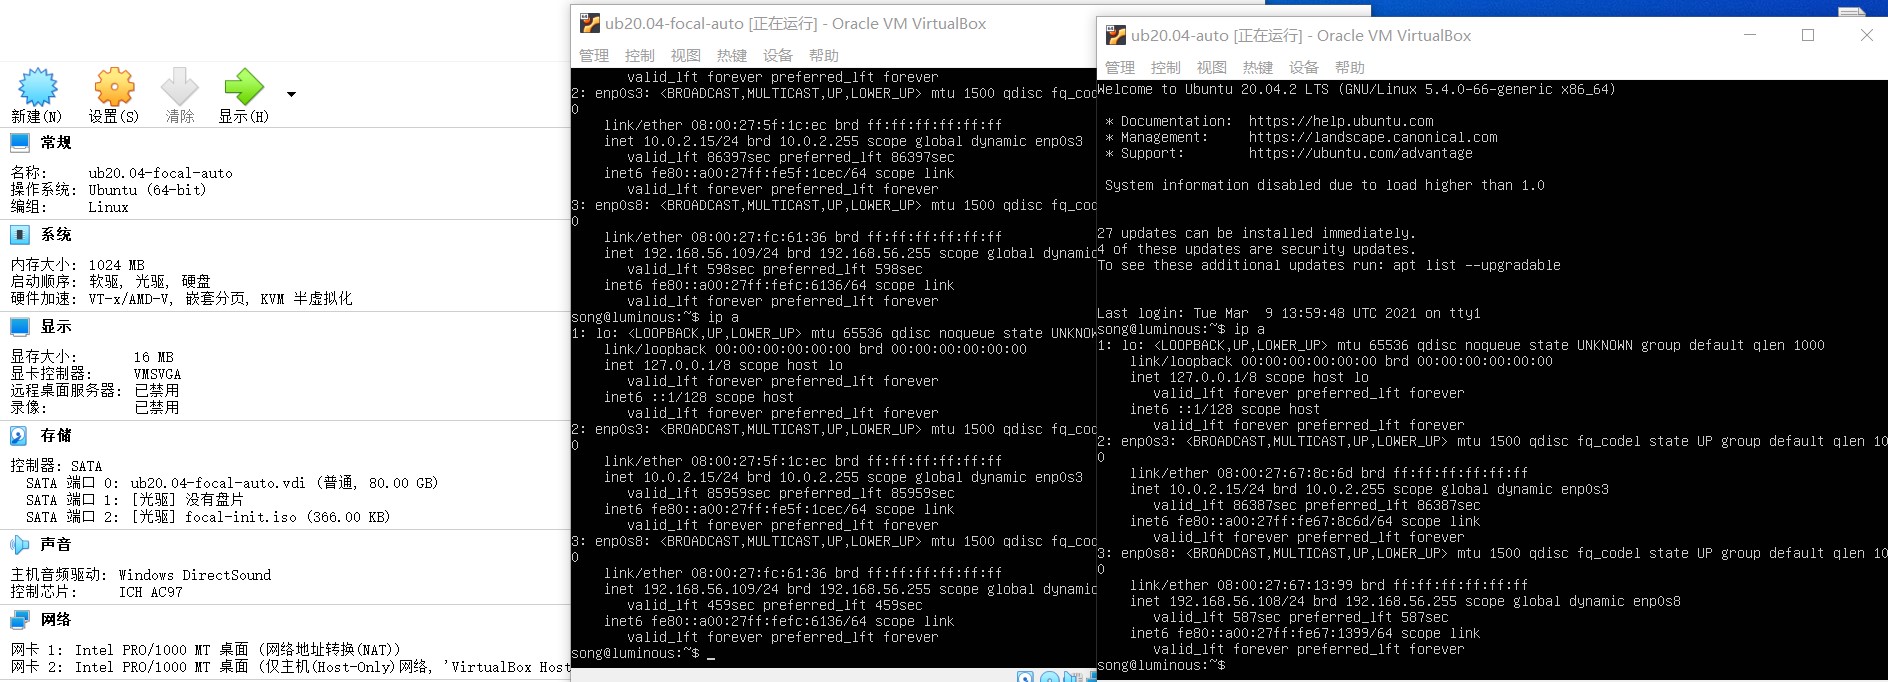 新建(N) 设置(S) 清除 显示(H)
常规
名称: ub20.04-focal-auto
操作系统: Ubuntu (64-bit)
编组: Linux
系统
内存大小: 1024 MB
启动顺序: 软驱, 光驱, 硬盘
硬件加速: VT-x/AMD-V, 嵌套分页, KVM 半虚拟化
显示
显存大小: 16 MB
显卡控制器: VMSVGA
远程桌面服务器: 已禁用
录像: 已禁用
存储
控制器: SATA
SATA 端口 0: ub20.04-focal-auto.vdi (普通, 80.00 GB)
SATA 端口 1: [光驱] 没有盘片
SATA 端口 2: [光驱] focal-init.iso (366.00 KB)
声音
主机音频驱动: Windows DirectSound
控制芯片: ICH AC97
网络
网卡 1: Intel PRO/1000 MT 桌面 (网络地址转换(NAT))
网卡 2: Intel PRO/1000 MT 桌面 (仅主机(Host-Only)网络, 'VirtualBox Host
ub20.04-focal-auto [正在运行] - Oracle VM VirtualBox
管理 控制 视图 热键 设备 帮助
valid_lft forever preferred_lft forever
2: enp0s3: <BROADCAST,MULTICAST,UP,LOWER_UP> mtu 1500 qdisc fq_cod
0
link/ether 08:00:27:5f:1c:ec brd ff:ff:ff:ff:ff:ff
inet 10.0.2.15/24 brd 10.0.2.255 scope global dynamic enp0s3
valid_lft 86397sec preferred_lft 86397sec
inet6 fe80::a00:27ff:fe5f:1cec/64 scope link
valid_lft forever preferred_lft forever
3: enp0s8: <BROADCAST,MULTICAST,UP,LOWER_UP> mtu 1500 qdisc fq_cod
0
link/ether 08:00:27:fc:61:36 brd ff:ff:ff:ff:ff:ff
inet 192.168.56.109/24 brd 192.168.56.255 scope global dynamic
valid_lft 598sec preferred_lft 598sec
inet6 fe80::a00:27ff:fefc:6136/64 scope link
valid_lft forever preferred_lft forever
song@luminous:~$ ip a
1: lo: <LOOPBACK,UP,LOWER_UP> mtu 65536 qdisc noqueue state UNKNOW
link/loopback 00:00:00:00:00:00 brd 00:00:00:00:00:00
inet 127.0.0.1/8 scope host lo
valid_lft forever preferred_lft forever
inet6 ::1/128 scope host
valid_lft forever preferred_lft forever
2: enp0s3: <BROADCAST,MULTICAST,UP,LOWER_UP> mtu 1500 qdisc fq_cod
0
link/ether 08:00:27:5f:1c:ec brd ff:ff:ff:ff:ff:ff
inet 10.0.2.15/24 brd 10.0.2.255 scope global dynamic enp0s3
valid_lft 85959sec preferred_lft 85959sec
inet6 fe80::a00:27ff:fe5f:1cec/64 scope link
valid_lft forever preferred_lft forever
3: enp0s8: <BROADCAST,MULTICAST,UP,LOWER_UP> mtu 1500 qdisc fq_cod
0
link/ether 08:00:27:fc:61:36 brd ff:ff:ff:ff:ff:ff
inet 192.168.56.109/24 brd 192.168.56.255 scope global dynamic
valid_lft 459sec preferred_lft 459sec
inet6 fe80::a00:27ff:fefc:6136/64 scope link
valid_lft forever preferred_lft forever
song@luminous:~$ _
ub20.04-auto [正在运行] - Oracle VM VirtualBox
管理 控制 视图 热键 设备 帮助
Welcome to Ubuntu 20.04.2 LTS (GNU/Linux 5.4.0-66-generic x86_64)
* Documentation: https://help.ubuntu.com
* Management: https://landscape.canonical.com
* Support: https://ubuntu.com/advantage
System information disabled due to load higher than 1.0
27 updates can be installed immediately.
4 of these updates are security updates.
To see these additional updates run: apt list --upgradable
Last login: Tue Mar 9 13:59:48 UTC 2021 on tty1
song@luminous:~$ ip a
1: lo: <LOOPBACK,UP,LOWER_UP> mtu 65536 qdisc noqueue state UNKNOWN group default qlen 1000
link/loopback 00:00:00:00:00:00 brd 00:00:00:00:00:00
inet 127.0.0.1/8 scope host lo
valid_lft forever preferred_lft forever
inet6 ::1/128 scope host
valid_lft forever preferred_lft forever
2: enp0s3: <BROADCAST,MULTICAST,UP,LOWER_UP> mtu 1500 qdisc fq_codel state UP group default qlen 10
0
link/ether 08:00:27:67:8c:6d brd ff:ff:ff:ff:ff:ff
inet 10.0.2.15/24 brd 10.0.2.255 scope global dynamic enp0s3
valid_lft 86387sec preferred_lft 86387sec
inet6 fe80::a00:27ff:fe67:8c6d/64 scope link
valid_lft forever preferred_lft forever
3: enp0s8: <BROADCAST,MULTICAST,UP,LOWER_UP> mtu 1500 qdisc fq_codel state UP group default qlen 10
0
link/ether 08:00:27:67:13:99 brd ff:ff:ff:ff:ff:ff
inet 192.168.56.108/24 brd 192.168.56.255 scope global dynamic enp0s8
valid_lft 587sec preferred_lft 587sec
inet6 fe80::a00:27ff:fe67:1399/64 scope link
valid_lft forever preferred_lft forever
song@luminous:~$